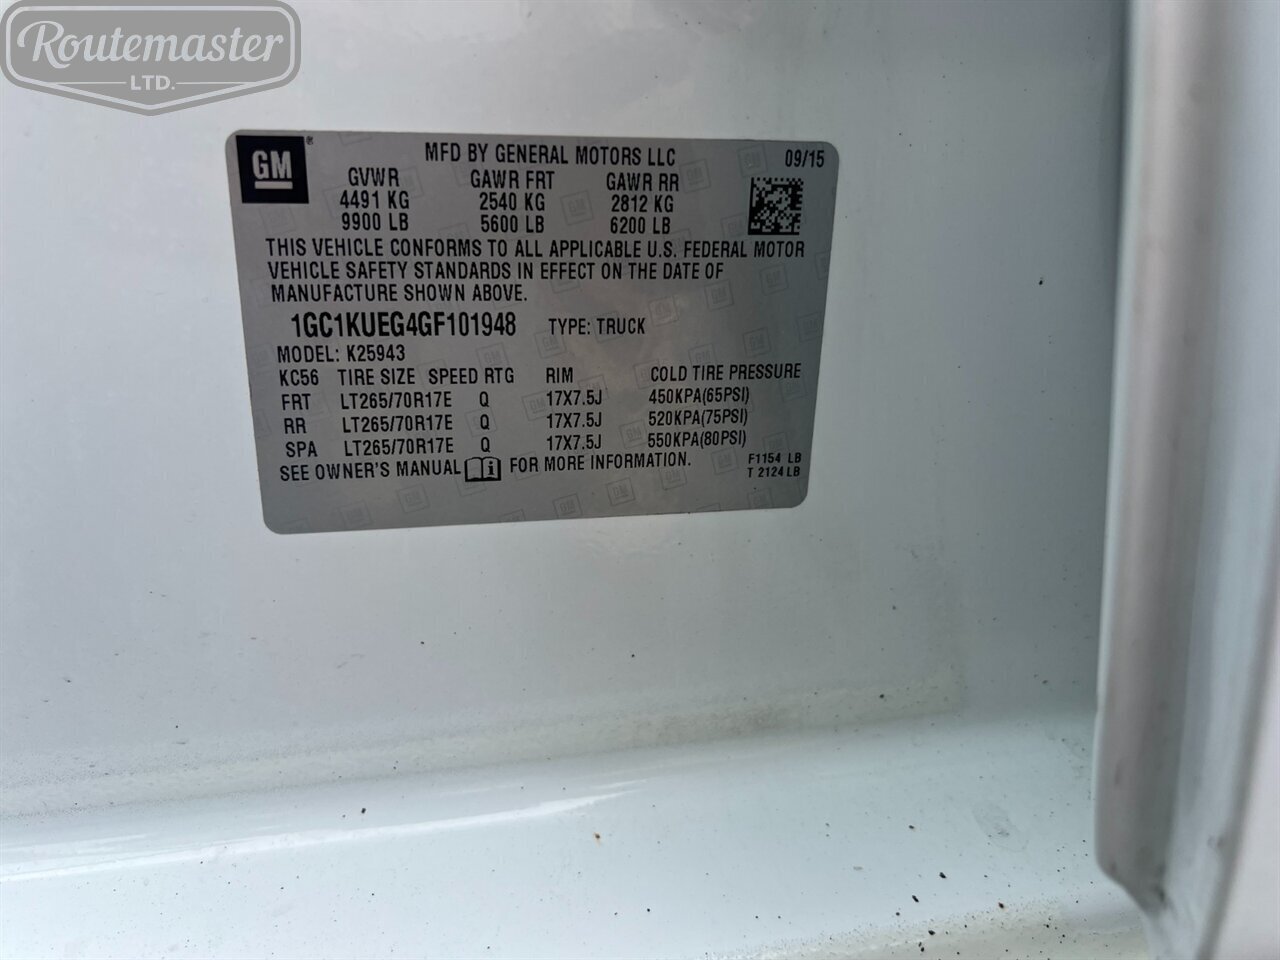 Routemaster
LTD.
GM
MFD BY GENERAL MOTORS LLC 09/15
GVWR GAWR FRT GAWR RR
4491 KG 2540 KG 2812 KG
9900 LB 5600 LB 6200 LB
THIS VEHICLE CONFORMS TO ALL APPLICABLE U.S. FEDERAL MOTOR
VEHICLE SAFETY STANDARDS IN EFFECT ON THE DATE OF
MANUFACTURE SHOWN ABOVE.
1GC1KUEG4GF101948 TYPE: TRUCK
MODEL: K25943
KC56 TIRE SIZE SPEED RTG RIM COLD TIRE PRESSURE
FRT LT265/70R17E Q 17X7.5J 450KPA(65PSI)
RR LT265/70R17E Q 17X7.5J 520KPA(75PSI)
SPA LT265/70R17E Q 17X7.5J 550KPA(80PSI)
SEE OWNER'S MANUAL FOR MORE INFORMATION.
F1154 LB
T 2124 LB